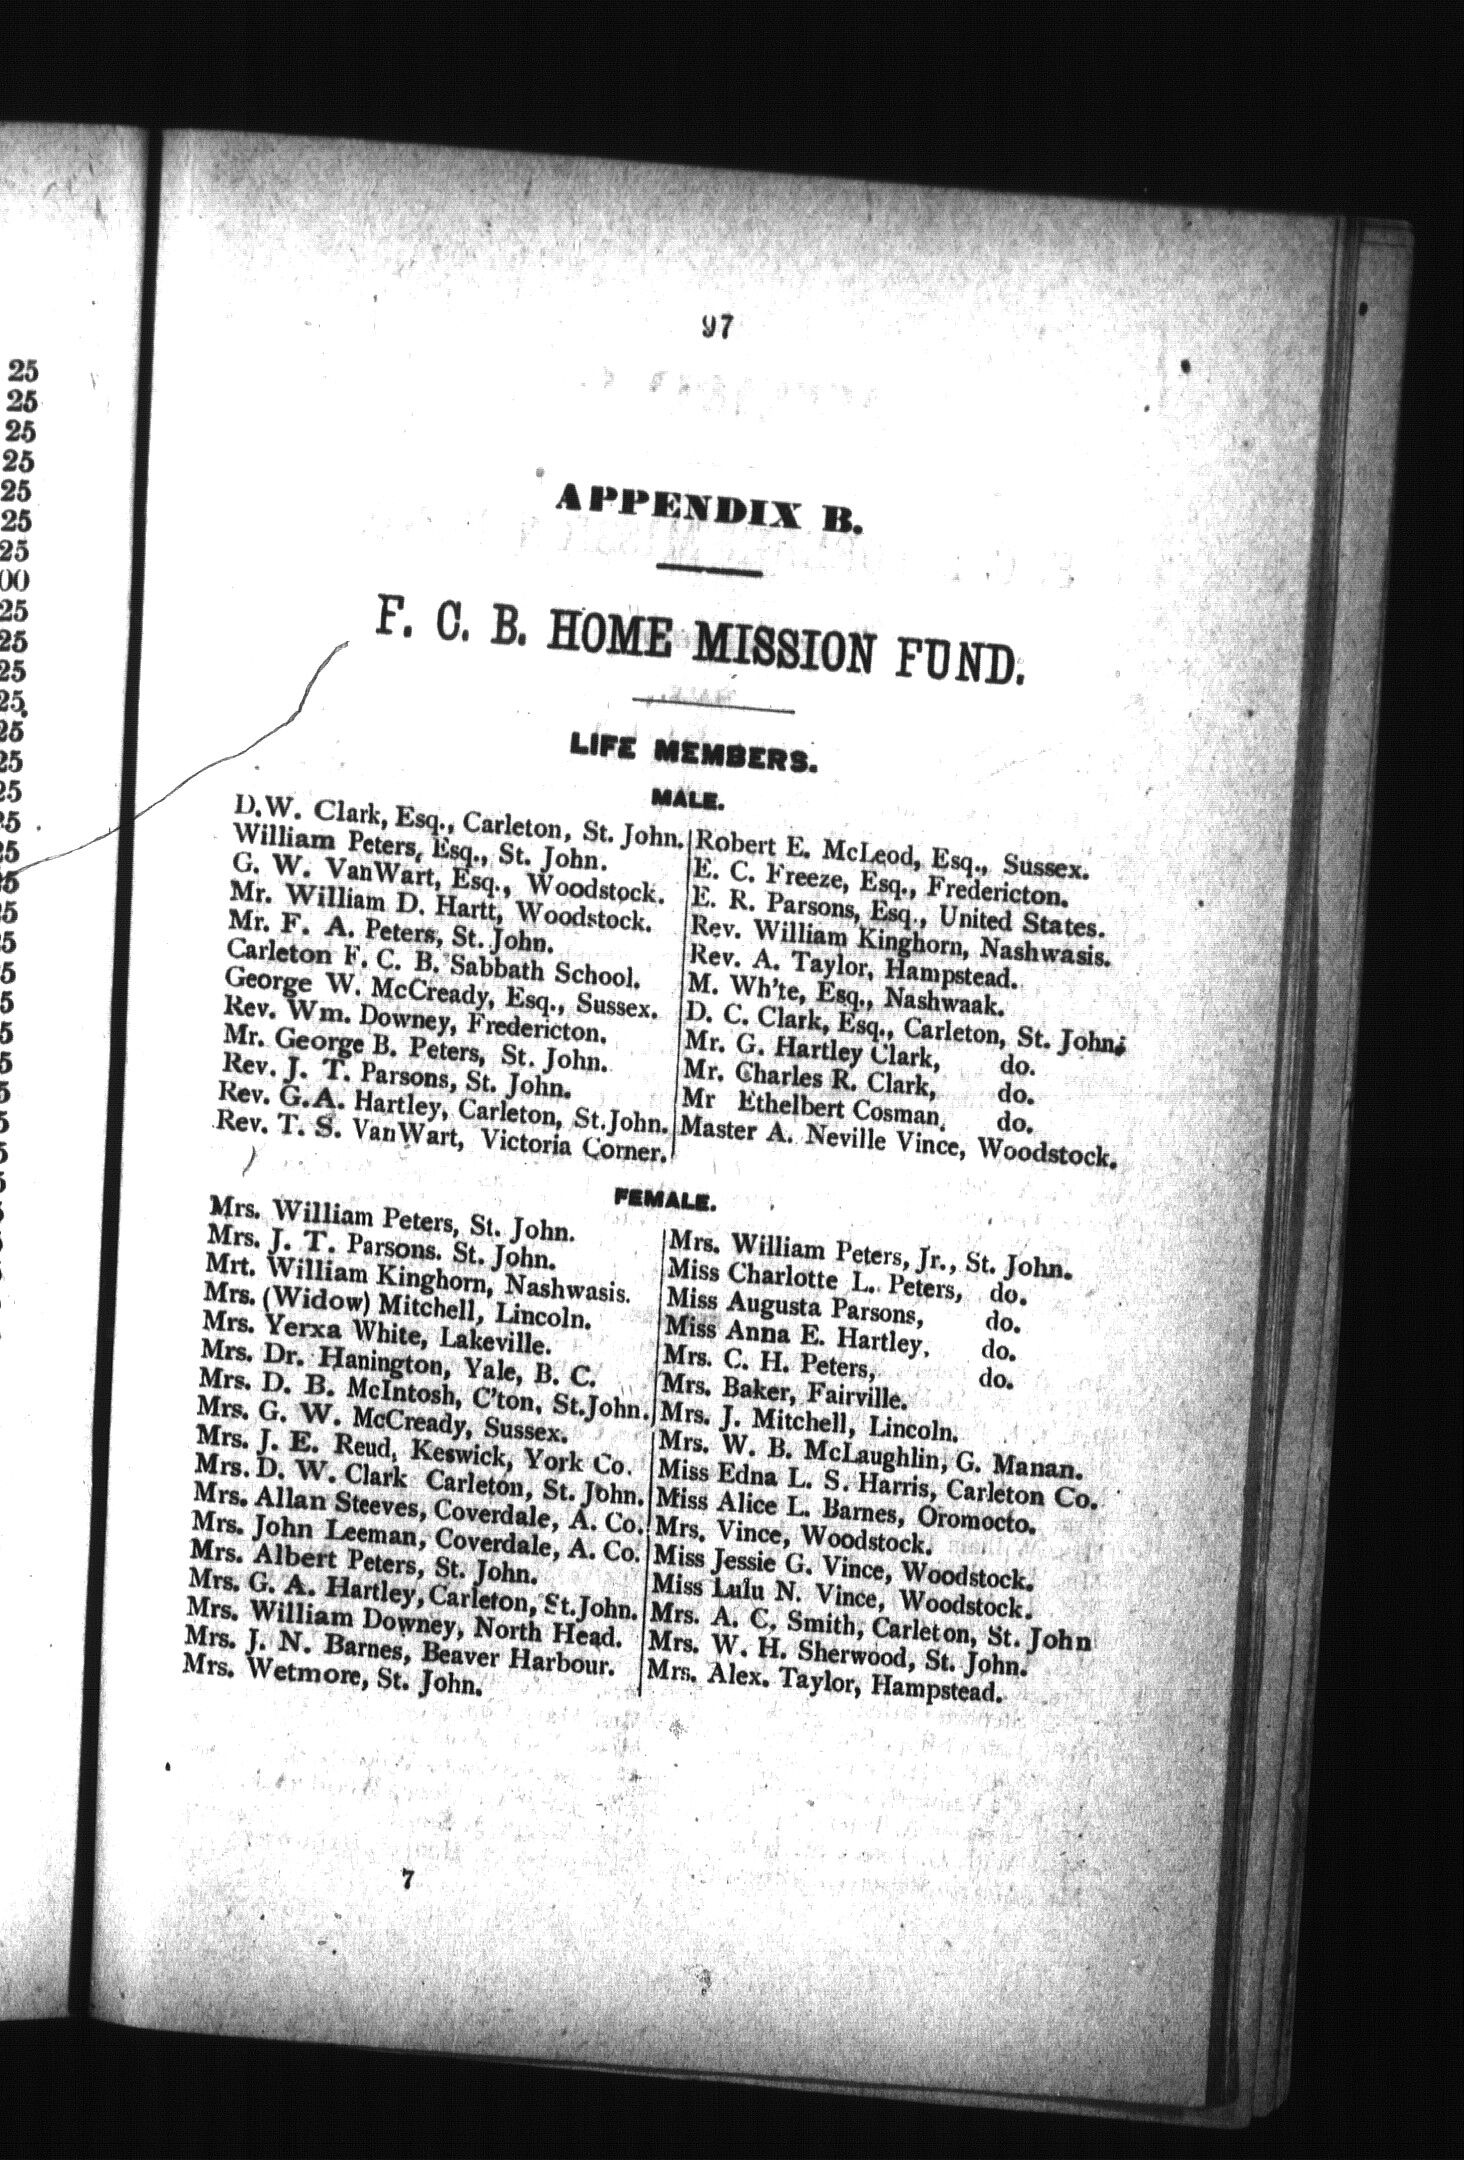 97
APPENDIX B.
F. C. B. HOME MISSION FUND.
LIFE MEMBERS.
MALE.
D.W. Clark, Esq., Carleton, St. John.
William Peters, Esq., St. John.
G. W. VanWart, Esq., Woodstock.
Mr. William D. Hartt, Woodstock.
Mr. F. A. Peters, St. John.
Carleton F. C. B. Sabbath School.
George W. McCready, Esq., Sussex.
Rev. Wm. Downey, Fredericton.
Mr. George B. Peters, St. John.
Rev. J. T. Parsons, St. John.
Rev. G.A. Hartley, Carleton, St.John.
Rev. T. S. VanWart, Victoria Corner.
Robert E. McLeod, Esq., Sussex.
E. C. Freeze, Esq., Fredericton.
E. R. Parsons, Esq., United States.
Rev. William Kinghorn, Nashwasis.
Rev. A. Taylor, Hampstead.
M. Wh'te, Esq., Nashwaak.
D. C. Clark, Esq., Carleton, St. John;
Mr. G. Hartley Clark, do.
Mr. Charles R. Clark, do.
Mr Ethelbert Cosman, do.
Master A. Neville Vince, Woodstock.
FEMALE.
Mrs. William Peters, St. John.
Mrs. J. T. Parsons. St. John.
Mrt. William Kinghorn, Nashwasis.
Mrs. (Widow) Mitchell, Lincoln.
Mrs. Yerxa White, Lakeville.
Mrs. Dr. Hanington, Yale, B. C.
Mrs. D. B. McIntosh, C'ton, St.John.
Mrs. G. W. McCready, Sussex.
Mrs. J. E. Reud, Keswick, York Co.
Mrs. D. W. Clark Carleton, St. John.
Mrs. Allan Steeves, Coverdale, A. Co.
Mrs. John Leeman, Coverdale, A. Co.
Mrs. Albert Peters, St. John.
Mrs. G. A. Hartley, Carleton, St.John.
Mrs. William Downey, North Head.
Mrs. J. N. Barnes, Beaver Harbour.
Mrs. Wetmore, St. John.
Mrs. William Peters, Jr., St. John.
Miss Charlotte L. Peters, do.
Miss Augusta Parsons, do.
Miss Anna E. Hartley, do.
Mrs. C. H. Peters, do.
Mrs. Baker, Fairville.
Mrs. J. Mitchell, Lincoln.
Mrs. W. B. McLaughlin, G. Manan.
Miss Edna L. S. Harris, Carleton Co.
Miss Alice L. Barnes, Oromocto.
Mrs. Vince, Woodstock.
Miss Jessie G. Vince, Woodstock.
Miss Lulu N. Vince, Woodstock.
Mrs. A. C. Smith, Carleton, St. John
Mrs. W. H. Sherwood, St. John.
Mrs. Alex. Taylor, Hampstead.
7